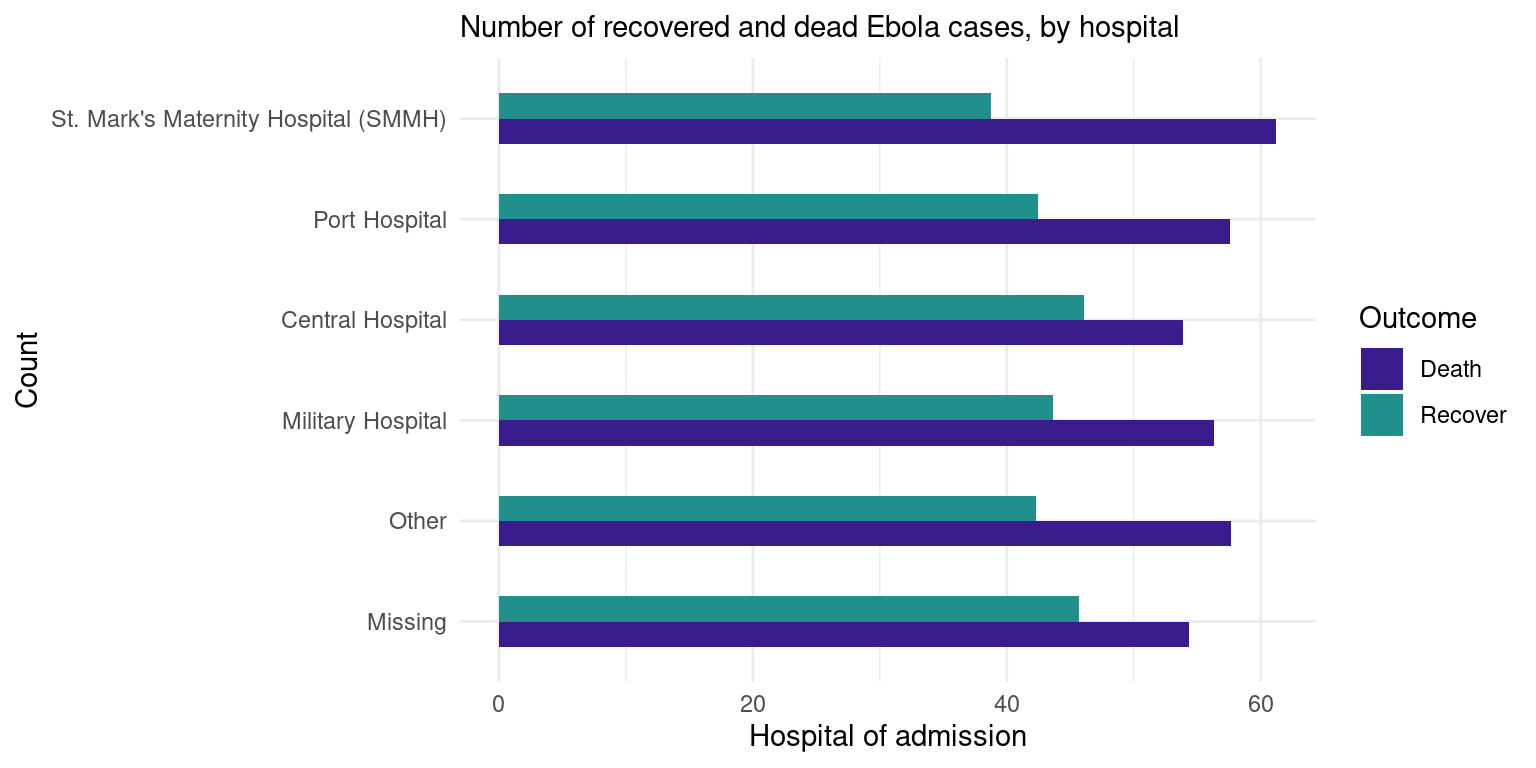 Number of recovered and dead Ebola cases, by hospital
St. Mark's Maternity Hospital (SMMH)
Port Hospital
Central Hospital
Military Hospital
Other
Missing
Count
0 20 40 60
Hospital of admission
Outcome
Death
Recover